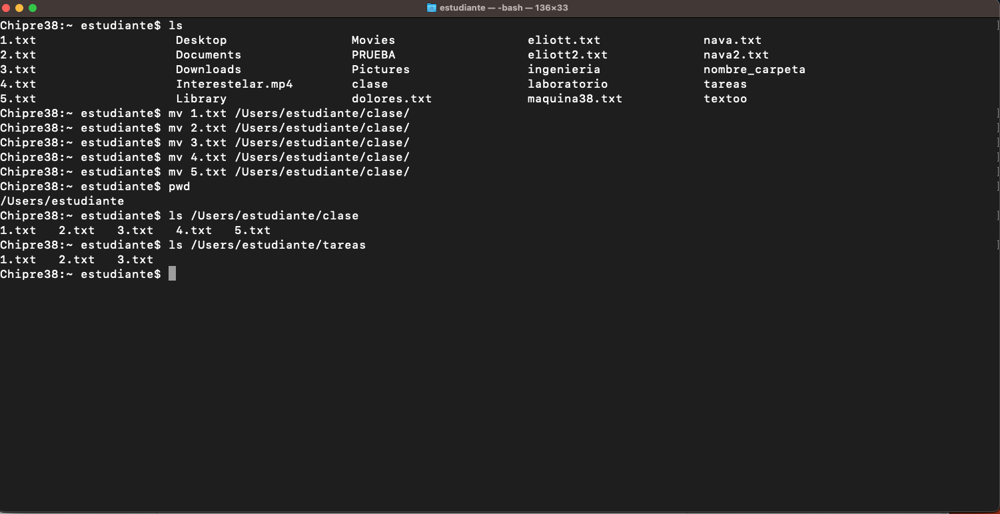 estudiante — -bash — 136×33
Chipre38:~ estudiante$ ls
1.txt Desktop Movies eliott.txt nava.txt
2.txt Documents PRUEBA eliott2.txt nava2.txt
3.txt Downloads Pictures ingenieria nombre_carpeta
4.txt Interestelar.mp4 clase laboratorio tareas
5.txt Library dolores.txt maquina38.txt textoo
Chipre38:~ estudiante$ mv 1.txt /Users/estudiante/clase/
Chipre38:~ estudiante$ mv 2.txt /Users/estudiante/clase/
Chipre38:~ estudiante$ mv 3.txt /Users/estudiante/clase/
Chipre38:~ estudiante$ mv 4.txt /Users/estudiante/clase/
Chipre38:~ estudiante$ mv 5.txt /Users/estudiante/clase/
Chipre38:~ estudiante$ pwd
/Users/estudiante
Chipre38:~ estudiante$ ls /Users/estudiante/clase
1.txt 2.txt 3.txt 4.txt 5.txt
Chipre38:~ estudiante$ ls /Users/estudiante/tareas
1.txt 2.txt 3.txt
Chipre38:~ estudiante$